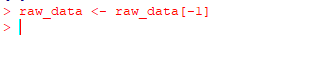 > raw_data <- raw_data[-1]
>